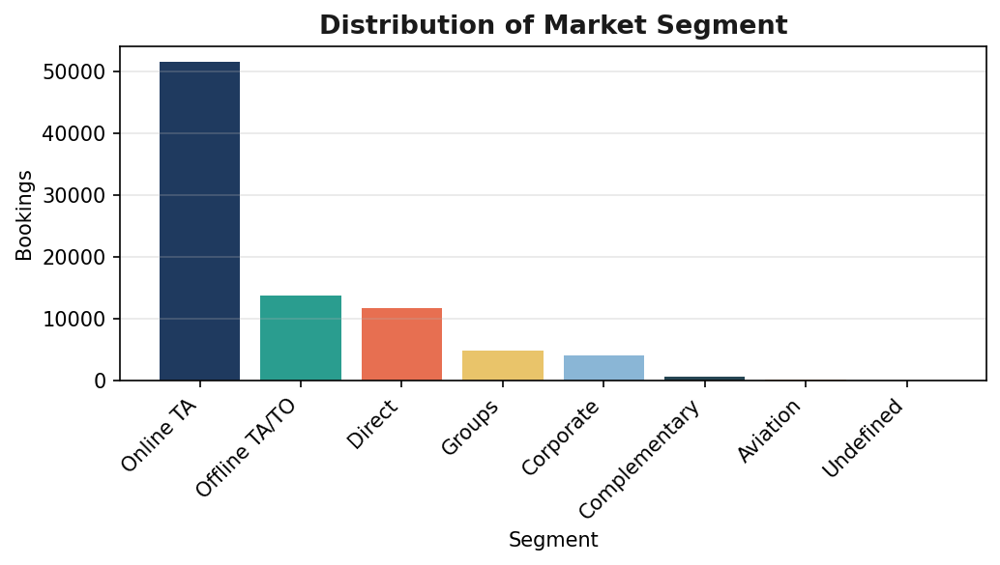 Distribution of Market Segment
Bookings
50000
40000
30000
20000
10000
0
Online TA
Offline TA/TO
Direct
Groups
Corporate
Complementary
Aviation
Undefined
Segment